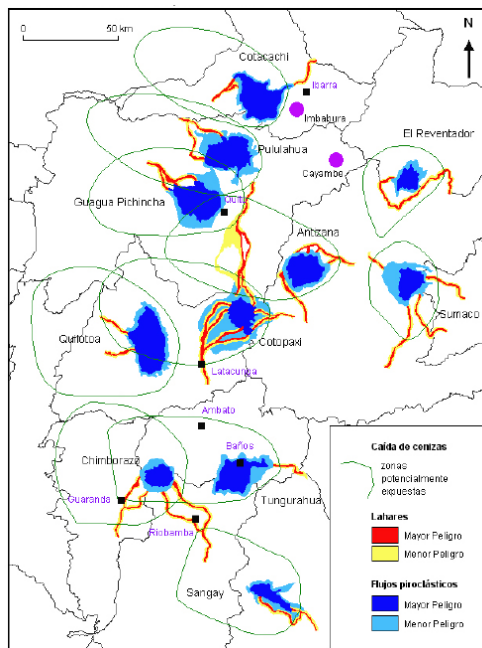 0
50 km
N
Cotacachi
Ibarra
Imbabura
El Reventador
Pululahua
Cayambe
Guagua Pichincha
Quito
Antizana
Sumaco
Quilotoa
Cotopaxi
Latacunga
Ambato
Baños
Chimborazo
Guaranda
Tungurahua
Riobamba
Sangay
Caída de cenizas
zonas
potencialmente
expuestas
Lahares
Mayor Peligro
Menor Peligro
Flujos piroclásticos
Mayor Peligro
Menor Peligro